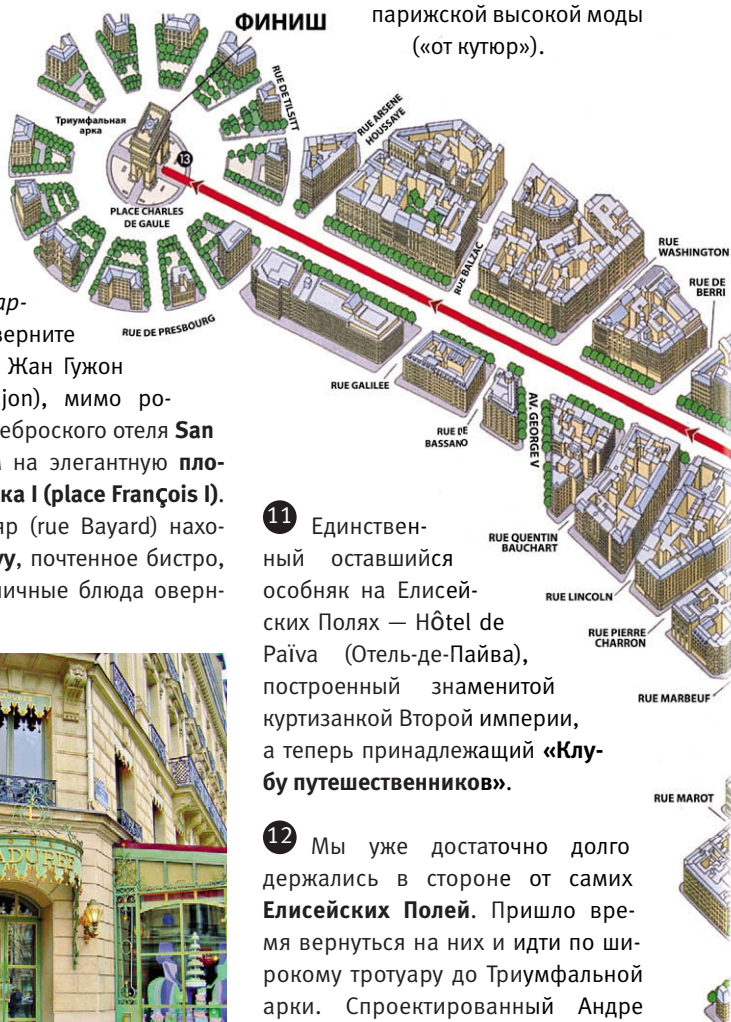 парижской высокой моды
(«от кутюр»).
ФИНИШ
Триумфальная
арка
13
PLACE CHARLES
DE GAULE
RUE DE TILSITT
RUE DE PRESBOURG
RUE ARSENE
HOUSSAYE
RUE BALZAC
RUE
WASHINGTON
RUE DE
BERRI
RUE GALILEE
RUE DE
BASSANO
AV. GEORGE V
RUE QUENTIN
BAUCHART
RUE LINCOLN
RUE PIERRE
CHARRON
RUE MARBEUF
RUE MAROT
ар-
верните
Жан Гужон
jon), мимо ро-
еброского отеля San
на элегантную пло-
ка I (place François I).
яр (rue Bayard) нахо-
уу, почтенное бистро,
ичные блюда оверн-
11 Единствен-
ный оставшийся
особняк на Елисей-
ских Полях — Hôtel de
Païva (Отель-де-Пайва),
построенный знаменитой
куртизанкой Второй империи,
а теперь принадлежащий «Клу-
бу путешественников».
12 Мы уже достаточно долго
держались в стороне от самих
Елисейских Полей. Пришло вре-
мя вернуться на них и идти по ши-
рокому тротуару до Триумфальной
арки. Спроектированный Андре
ADURÉE